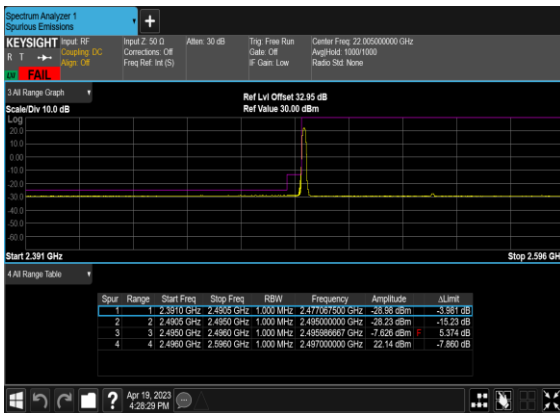 Spectrum Analyzer 1
Spurious Emissions
KEYSIGHT Input: RF Input Z: 50 Ω Atten: 30 dB Trig: Free Run Center Freq: 22.005000000 GHz
R T Coupling: DC Corrections: Off Gate: Off Avg|Hold: 1000/1000
Align: Off Freq Ref: Int (S) IF Gain: Low Radio Std: None
LV FAIL
3 All Range Graph
Ref Lvl Offset 32.95 dB
Scale/Div 10.0 dB Ref Value 30.00 dBm
Log
20.0
10.0
0.00
-10.0
-20.0
-30.0
-40.0
-50.0
-60.0
Start 2.391 GHz Stop 2.596 GH
4 All Range Table
Spur Range Start Freq Stop Freq RBW Frequency Amplitude ΔLimit
1 1 2.3910 GHz 2.4905 GHz 1.000 MHz 2.477067500 GHz -28.98 dBm -3.981 dB
2 2 2.4905 GHz 2.4950 GHz 1.000 MHz 2.495000000 GHz -28.23 dBm -15.23 dB
3 3 2.4950 GHz 2.4960 GHz 1.000 MHz 2.495986667 GHz -7.626 dBm F 5.374 dB
4 4 2.4960 GHz 2.5960 GHz 1.000 MHz 2.497000000 GHz 22.14 dBm -7.860 dB
? Apr 19, 2023
4:28:29 PM